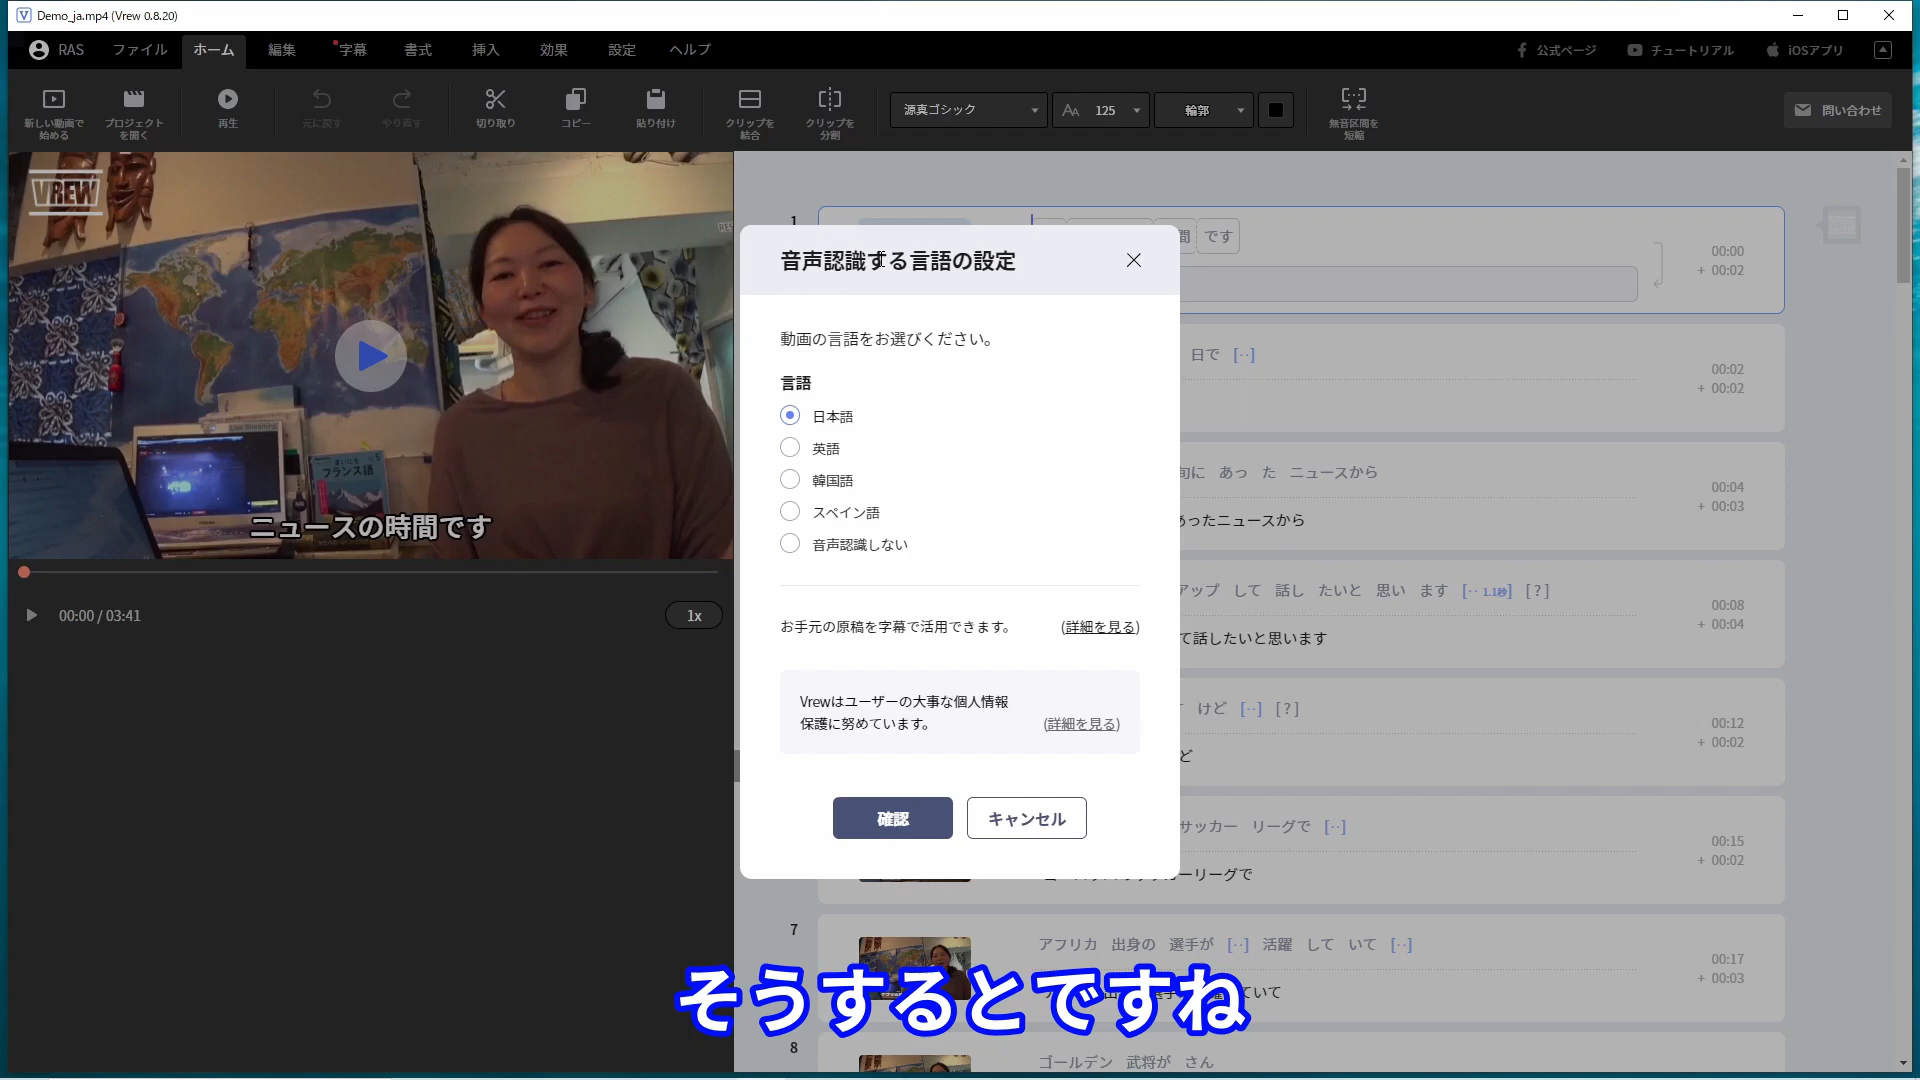 Demo_ja.mp4 (Vrew 0.8.20)
RAS ファイル ホーム 編集 字幕 書式 挿入 効果 設定 ヘルプ 公式ページ チュートリアル iOSアプリ
新しい動画で始める プロジェクトを開く 再生 元に戻す やり直す 切り取り コピー 貼り付け クリップを結合 クリップを分割 源真ゴシック 125 輪郭 無音区間を短縮 問い合わせ
VREW
Live Streaming
フランス語
ニュースの時間です
00:00 / 03:41
1x
音声認識する言語の設定
動画の言語をお選びください。
言語
日本語
英語
韓国語
スペイン語
音声認識しない
お手元の原稿を字幕で活用できます。 (詳細を見る)
Vrewはユーザーの大事な個人情報
保護に努めています。 (詳細を見る)
確認 キャンセル
1
間 です
00:00
+ 00:02
日で [··]
00:02
+ 00:02
旬に あっ た ニュースから
あったニュースから
00:04
+ 00:03
アップ して 話し たいと 思い ます [·· 1.1秒] [?]
て話したいと思います
00:08
+ 00:04
けど [··] [?]
ど
00:12
+ 00:02
サッカー リーグで [··]
ーリーグで
00:15
+ 00:02
7
アフリカ 出身の 選手が [··] 活躍 して いて [··]
ていて
00:17
+ 00:03
8
ゴールデン 武将が さん
そうするとですね